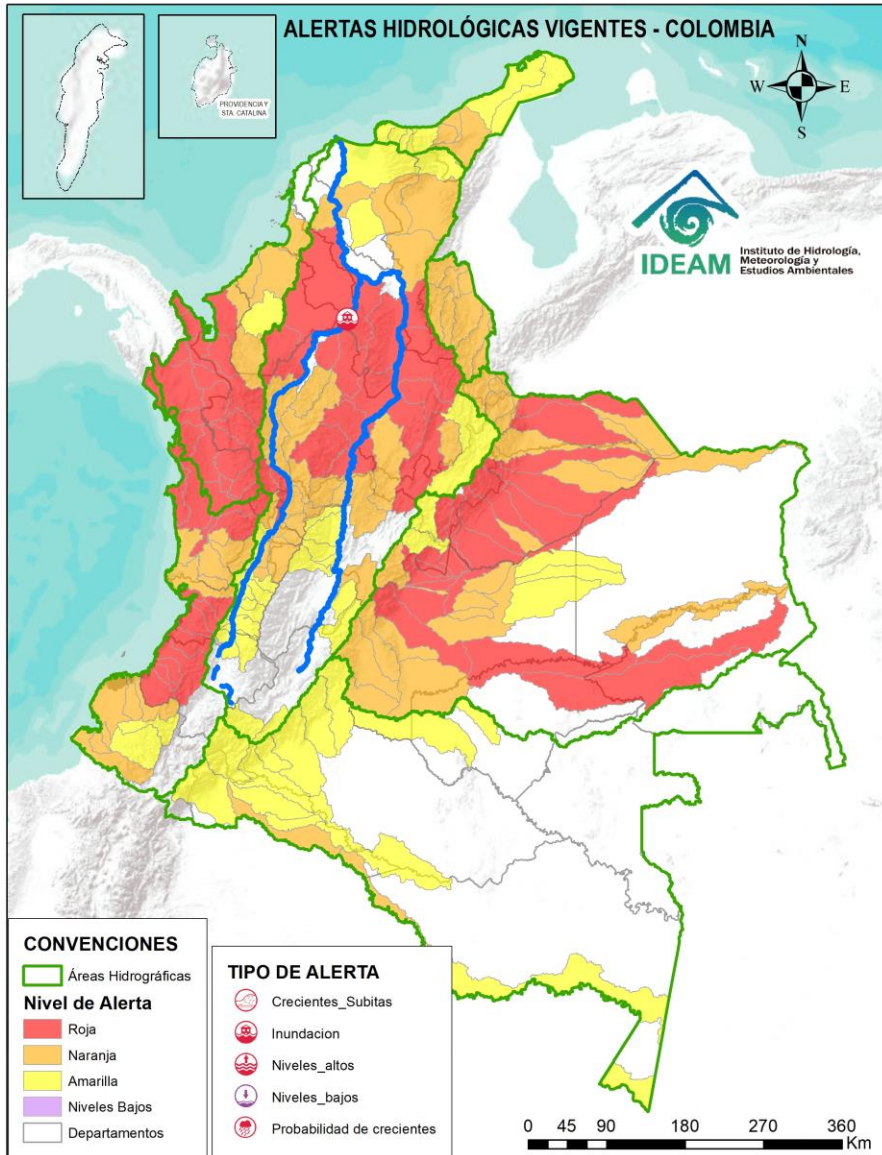 ALERTAS HIDROLÓGICAS VIGENTES - COLOMBIA
PROVIDENCIA Y
STA. CATALINA
N
W
E
S
IDEAM
Instituto de Hidrología,
Meteorología y
Estudios Ambientales
CONVENCIONES
Áreas Hidrográficas
Nivel de Alerta
Roja
Naranja
Amarilla
Niveles Bajos
Departamentos
TIPO DE ALERTA
Crecientes_Subitas
Inundacion
Niveles_altos
Niveles_bajos
Probabilidad de crecientes
0 45 90 180 270 360
Km